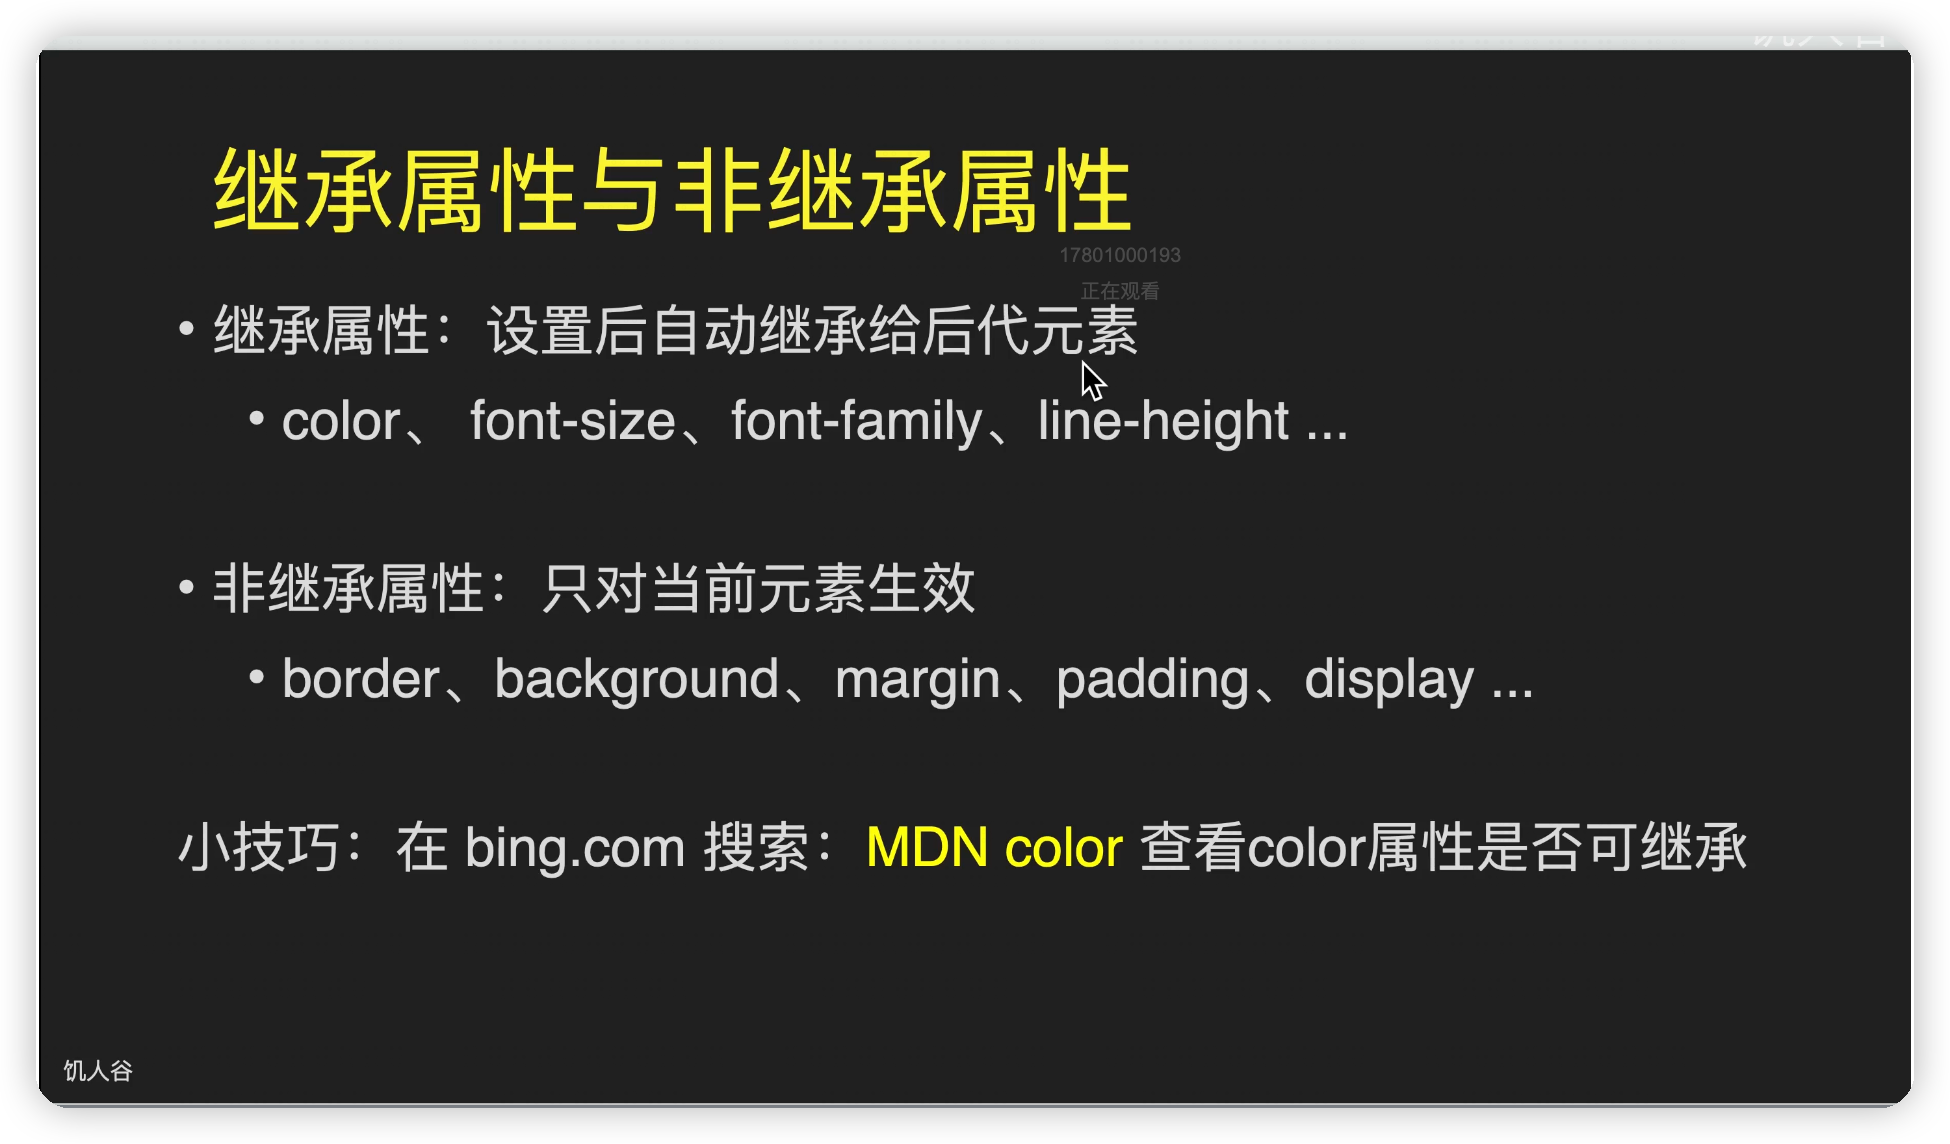 继承属性与非继承属性
17801000193
正在观看
• 继承属性：设置后自动继承给后代元素
• color、 font-size、font-family、line-height ...
• 非继承属性：只对当前元素生效
• border、background、margin、padding、display ...
小技巧：在 bing.com 搜索：MDN color 查看color属性是否可继承
饥人谷